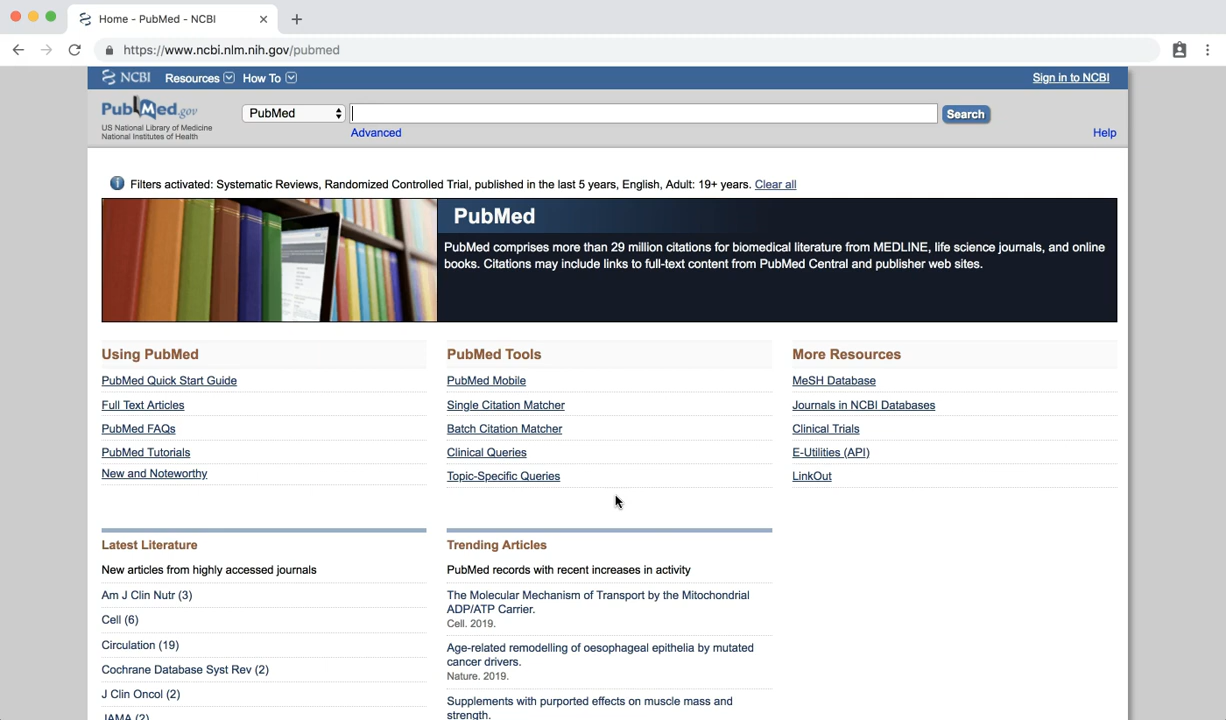 Home - PubMed - NCBI
https://www.ncbi.nlm.nih.gov/pubmed
NCBI Resources How To Sign in to NCBI
PubMed.gov
US National Library of Medicine
National Institutes of Health
PubMed
Search
Advanced
Help
Filters activated: Systematic Reviews, Randomized Controlled Trial, published in the last 5 years, English, Adult: 19+ years. Clear all
PubMed
PubMed comprises more than 29 million citations for biomedical literature from MEDLINE, life science journals, and online
books. Citations may include links to full-text content from PubMed Central and publisher web sites.
Using PubMed
PubMed Quick Start Guide
Full Text Articles
PubMed FAQs
PubMed Tutorials
New and Noteworthy
PubMed Tools
PubMed Mobile
Single Citation Matcher
Batch Citation Matcher
Clinical Queries
Topic-Specific Queries
More Resources
MeSH Database
Journals in NCBI Databases
Clinical Trials
E-Utilities (API)
LinkOut
Latest Literature
New articles from highly accessed journals
Am J Clin Nutr (3)
Cell (6)
Circulation (19)
Cochrane Database Syst Rev (2)
J Clin Oncol (2)
JAMA (2)
Trending Articles
PubMed records with recent increases in activity
The Molecular Mechanism of Transport by the Mitochondrial
ADP/ATP Carrier.
Cell. 2019.
Age-related remodelling of oesophageal epithelia by mutated
cancer drivers.
Nature. 2019.
Supplements with purported effects on muscle mass and
strength.